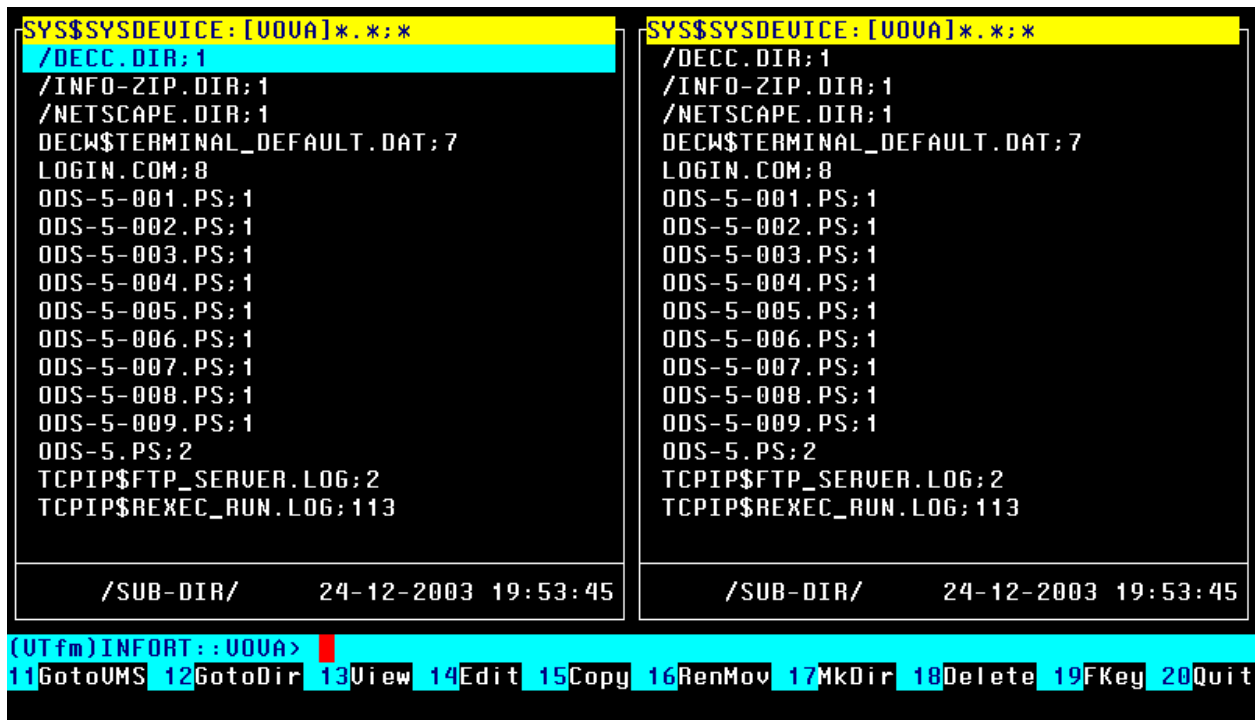 SYS$SYSDEVICE:[VOVA]*.*;*
/DECC.DIR;1
/INFO-ZIP.DIR;1
/NETSCAPE.DIR;1
DECW$TERMINAL_DEFAULT.DAT;7
LOGIN.COM;8
ODS-5-001.PS;1
ODS-5-002.PS;1
ODS-5-003.PS;1
ODS-5-004.PS;1
ODS-5-005.PS;1
ODS-5-006.PS;1
ODS-5-007.PS;1
ODS-5-008.PS;1
ODS-5-009.PS;1
ODS-5.PS;2
TCPIP$FTP_SERVER.LOG;2
TCPIP$REXEC_RUN.LOG;113
/SUB-DIR/ 24-12-2003 19:53:45
SYS$SYSDEVICE:[VOVA]*.*;*
/DECC.DIR;1
/INFO-ZIP.DIR;1
/NETSCAPE.DIR;1
DECW$TERMINAL_DEFAULT.DAT;7
LOGIN.COM;8
ODS-5-001.PS;1
ODS-5-002.PS;1
ODS-5-003.PS;1
ODS-5-004.PS;1
ODS-5-005.PS;1
ODS-5-006.PS;1
ODS-5-007.PS;1
ODS-5-008.PS;1
ODS-5-009.PS;1
ODS-5.PS;2
TCPIP$FTP_SERVER.LOG;2
TCPIP$REXEC_RUN.LOG;113
/SUB-DIR/ 24-12-2003 19:53:45
(VTfm)INFORT::VOVA>
11GotoVMS 12GotoDir 13View 14Edit 15Copy 16RenMov 17MkDir 18Delete 19FKey 20Quit